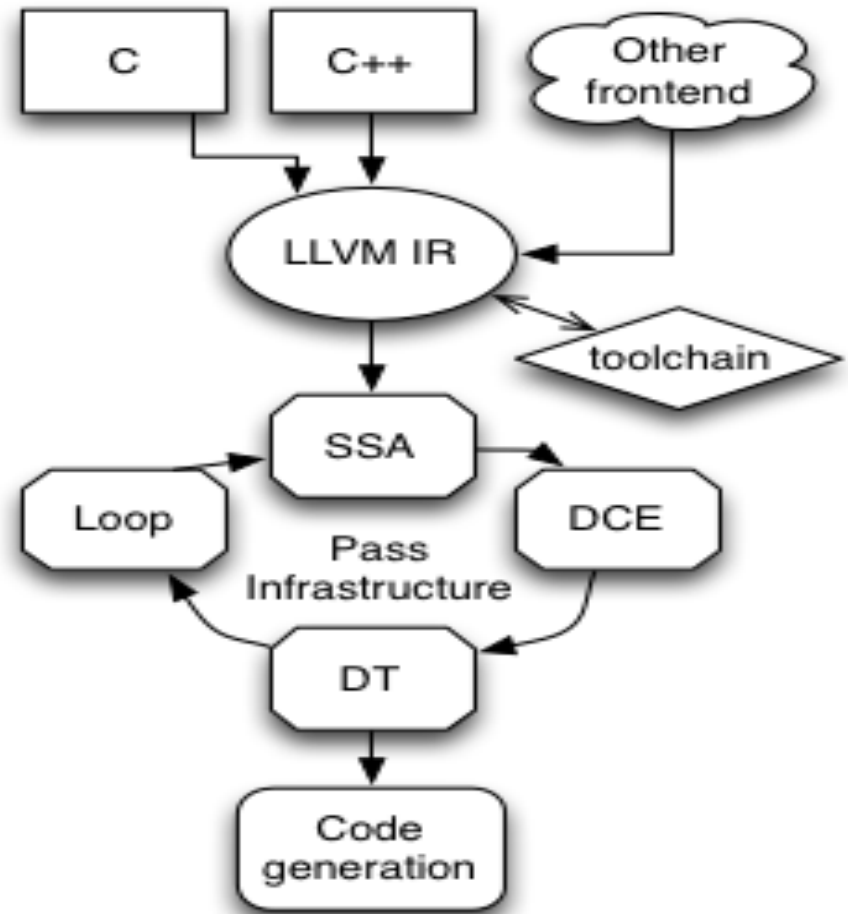 C
C++
Other
frontend
LLVM IR
toolchain
SSA
Loop
DCE
Pass
Infrastructure
DT
Code
generation